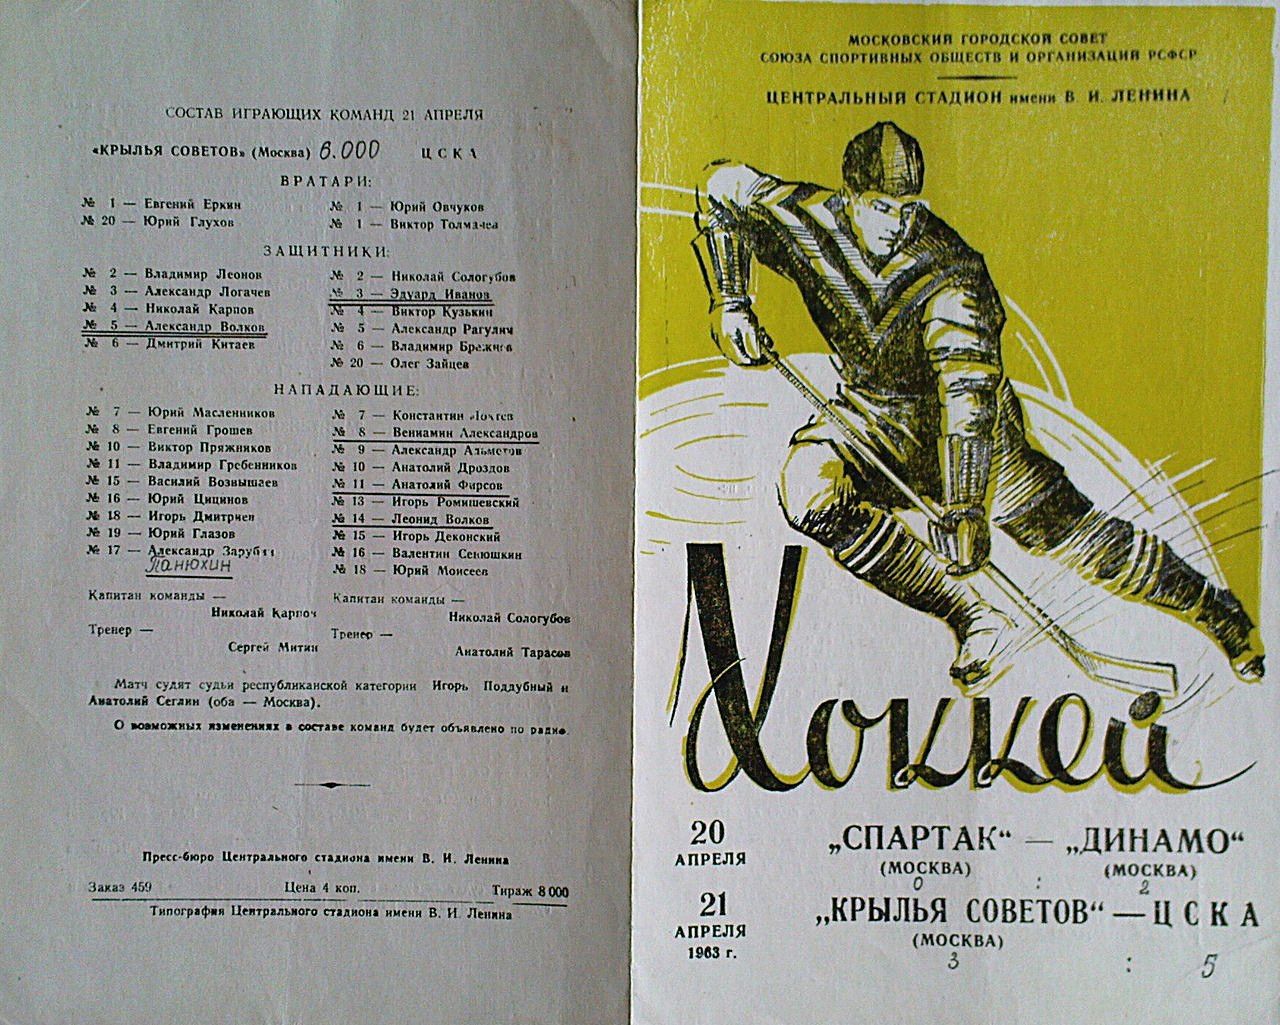 СОСТАВ ИГРАЮЩИХ КОМАНД 21 АПРЕЛЯ
«КРЫЛЬЯ СОВЕТОВ» (Москва) 6.000 ЦСКА
ВРАТАРИ:
№ 1 — Евгений Еркин
№ 20 — Юрий Глухов
№ 1 — Юрий Овчуков
№ 1 — Виктор Толмачев
ЗАЩИТНИКИ:
№ 2 — Владимир Леонов
№ 3 — Александр Логачев
№ 4 — Николай Карпов
№ 5 — Александр Волков
№ 6 — Дмитрий Китаев
№ 2 — Николай Сологубов
№ 3 — Эдуард Иванов
№ 4 — Виктор Кузькин
№ 5 — Александр Рагулин
№ 6 — Владимир Брежнев
№ 20 — Олег Зайцев
НАПАДАЮЩИЕ:
№ 7 — Юрий Масленников
№ 8 — Евгений Грошев
№ 10 — Виктор Пряжников
№ 11 — Владимир Гребенников
№ 15 — Василий Возвышаев
№ 16 — Юрий Цицинов
№ 18 — Игорь Дмитриев
№ 19 — Юрий Глазов
№ 17 — Александр Зарубин
Панюхин
№ 7 — Константин Локтев
№ 8 — Вениамин Александров
№ 9 — Александр Альметов
№ 10 — Анатолий Дроздов
№ 11 — Анатолий Фирсов
№ 13 — Игорь Ромишевский
№ 14 — Леонид Волков
№ 15 — Игорь Деконский
№ 16 — Валентин Сенюшкин
№ 18 — Юрий Моисеев
Капитан команды —
Николай Карпов
Тренер —
Сергей Митин
Капитан команды —
Николай Сологубов
Тренер —
Анатолий Тарасов
Матч судят судьи республиканской категории Игорь Поддубный и
Анатолий Сеглин (оба — Москва).
О возможных изменениях в составе команд будет объявлено по радио.
Пресс-бюро Центрального стадиона имени В. И. Ленина
Заказ 459 Цена 4 коп. Тираж 8 000
Типография Центрального стадиона имени В. И. Ленина
МОСКОВСКИЙ ГОРОДСКОЙ СОВЕТ
СОЮЗА СПОРТИВНЫХ ОБЩЕСТВ И ОРГАНИЗАЦИЙ РСФСР
ЦЕНТРАЛЬНЫЙ СТАДИОН имени В. И. ЛЕНИНА
Хоккей
20
АПРЕЛЯ
„СПАРТАК“ — „ДИНАМО“
(МОСКВА) (МОСКВА)
0 : 2
21
АПРЕЛЯ
1963 г.
„КРЫЛЬЯ СОВЕТОВ“ — ЦСКА
(МОСКВА)
3 : 5